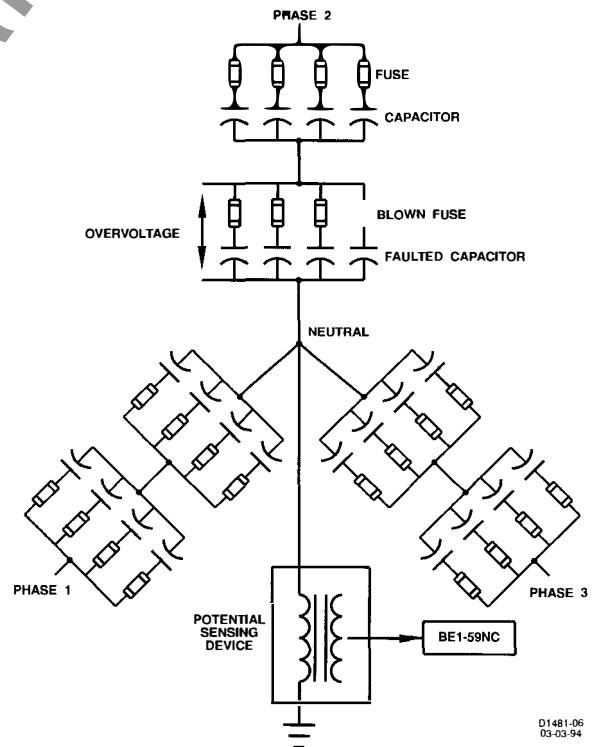 PHASE 2
FUSE
CAPACITOR
BLOWN FUSE
OVERVOLTAGE
FAULTED CAPACITOR
NEUTRAL
PHASE 1
PHASE 3
POTENTIAL
SENSING
DEVICE
BE1-59NC
D1481-06
03-03-94